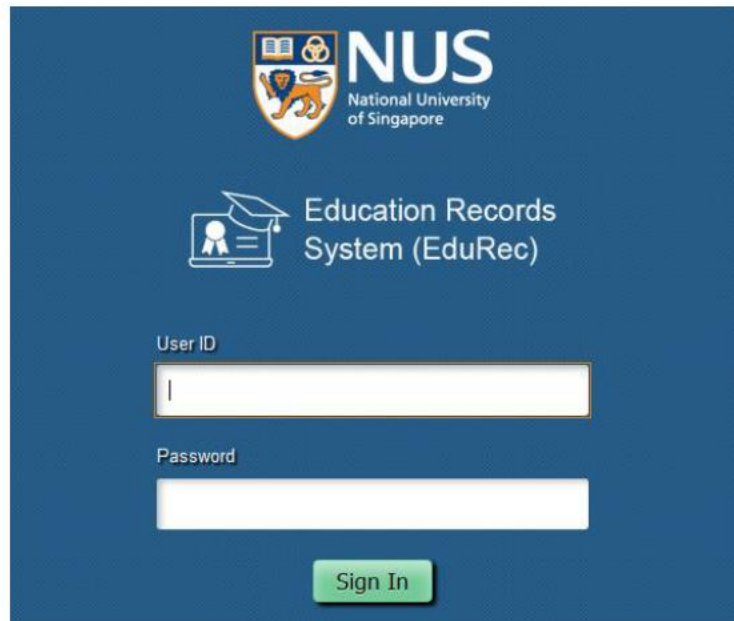 NUS
National University
of Singapore
Education Records
System (EduRec)
User ID
Password
Sign In